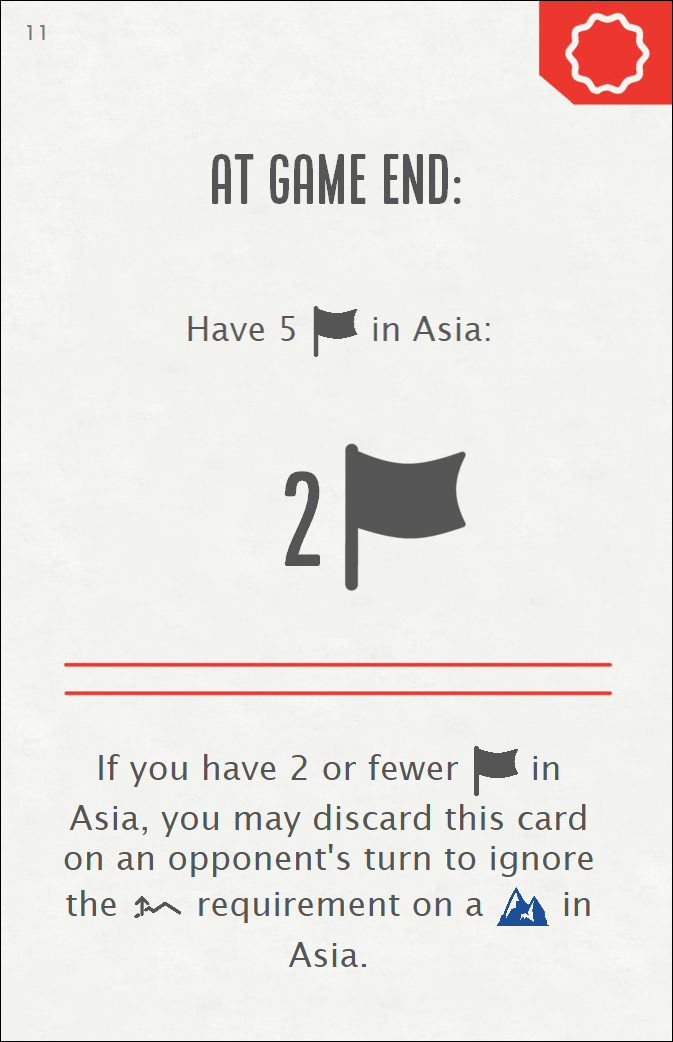 11
AT GAME END:
Have 5 in Asia:
2
If you have 2 or fewer in
Asia, you may discard this card
on an opponent's turn to ignore
the requirement on a in
Asia.